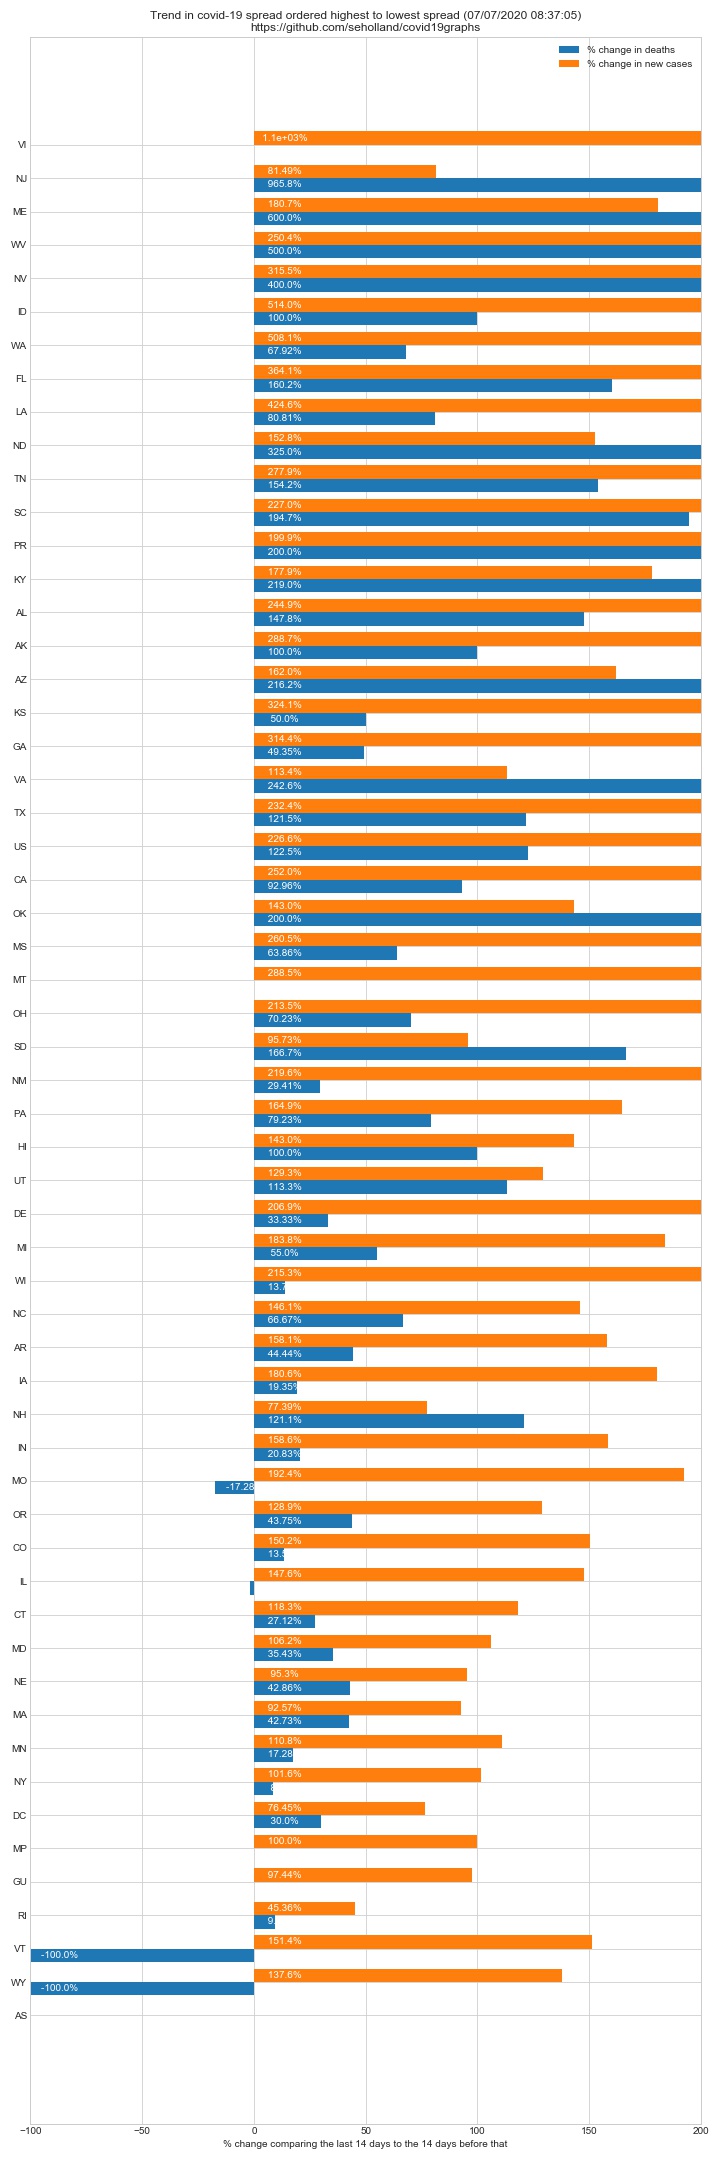 Trend in covid-19 spread ordered highest to lowest spread (07/07/2020 08:37:05)
https://github.com/seholland/covid19graphs
% change in deaths
% change in new cases
VI 1.1e+03%
NJ 81.49%
965.8%
ME 180.7%
600.0%
WV 250.4%
500.0%
NV 315.5%
400.0%
ID 514.0%
100.0%
WA 508.1%
67.92%
FL 364.1%
160.2%
LA 424.6%
80.81%
ND 152.8%
325.0%
TN 277.9%
154.2%
SC 227.0%
194.7%
PR 199.9%
200.0%
KY 177.9%
219.0%
AL 244.9%
147.8%
AK 288.7%
100.0%
AZ 162.0%
216.2%
KS 324.1%
50.0%
GA 314.4%
49.35%
VA 113.4%
242.6%
TX 232.4%
121.5%
US 226.6%
122.5%
CA 252.0%
92.96%
OK 143.0%
200.0%
MS 260.5%
63.86%
MT 288.5%
OH 213.5%
70.23%
SD 95.73%
166.7%
NM 219.6%
29.41%
PA 164.9%
79.23%
HI 143.0%
100.0%
UT 129.3%
113.3%
DE 206.9%
33.33%
MI 183.8%
55.0%
WI 215.3%
NC 146.1%
66.67%
AR 158.1%
44.44%
IA 180.6%
19.35%
NH 77.39%
121.1%
IN 158.6%
20.83%
MO 192.4%
-17.28
OR 128.9%
43.75%
CO 150.2%
IL 147.6%
CT 118.3%
27.12%
MD 106.2%
35.43%
NE 95.3%
42.86%
MA 92.57%
42.73%
MN 110.8%
17.28
NY 101.6%
DC 76.45%
30.0%
MP 100.0%
GU 97.44%
RI 45.36%
VT 151.4%
-100.0%
WY 137.6%
-100.0%
AS
−100 −50 0 50 100 150 200
% change comparing the last 14 days to the 14 days before that